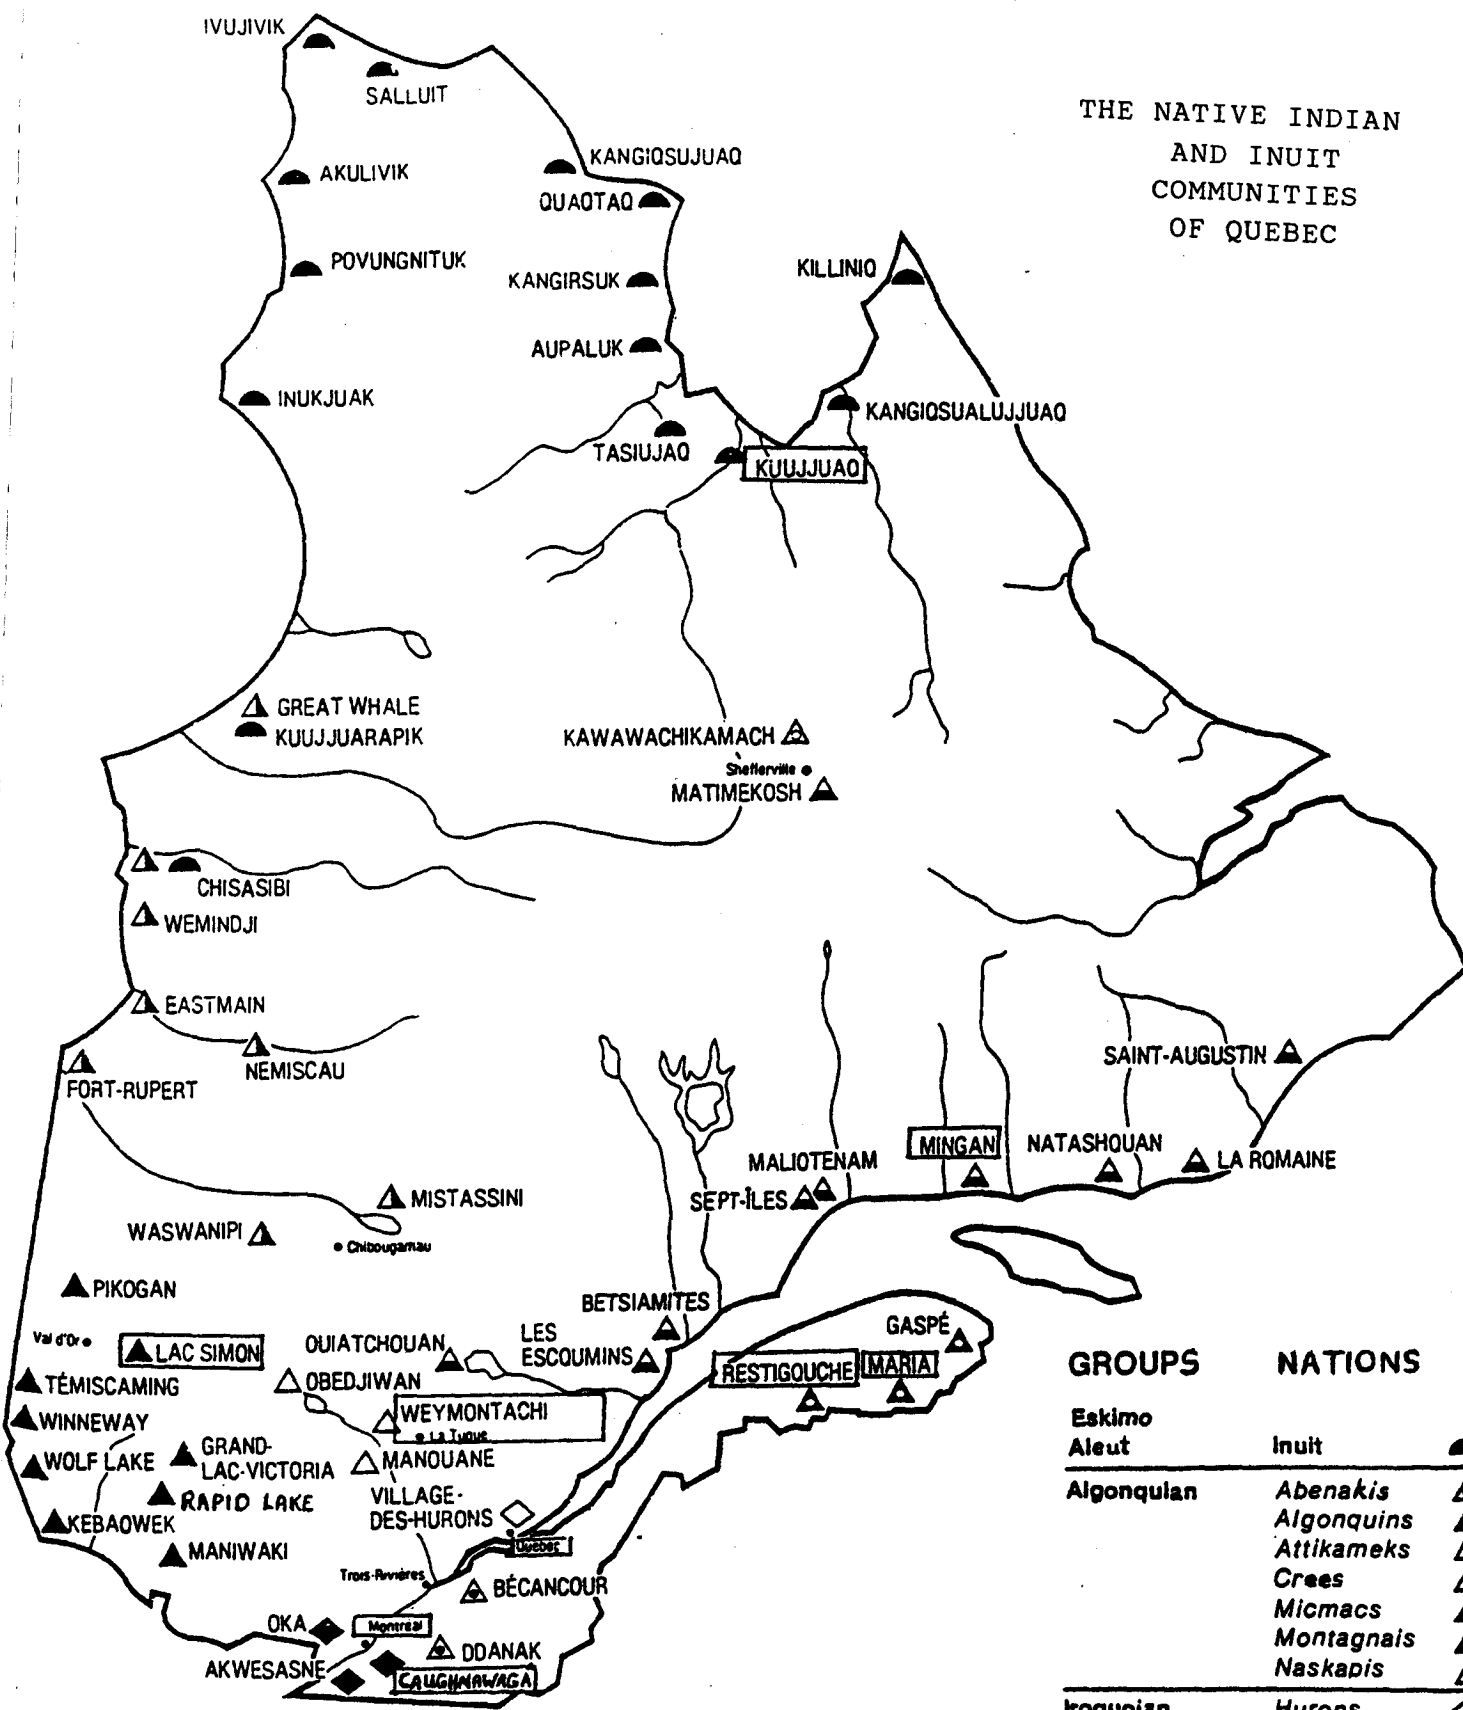 IVUJIVIK
SALLUIT
THE NATIVE INDIAN
AND INUIT
COMMUNITIES
OF QUEBEC
KANGIQSUJUAQ
AKULIVIK
QUAQTAQ
POVUNGNITUK
KANGIRSUK
KILLINIQ
AUPALUK
INUKJUAK
KANGIQSUALUJJUAQ
TASIUJAQ
KUUJJUAQ
GREAT WHALE
KUUJJUARAPIK
KAWAWACHIKAMACH
Shefferville
MATIMEKOSH
CHISASIBI
WEMINDJI
EASTMAIN
NEMISCAU
FORT-RUPERT
SAINT-AUGUSTIN
MINGAN
NATASHQUAN
LA ROMAINE
MALIOTENAM
SEPT-ÎLES
MISTASSINI
WASWANIPI
Chibougamau
PIKOGAN
BETSIAMITES
Val d'Or
LAC SIMON
OUIATCHOUAN
LES
ESCOUMINS
GASPÉ
RESTIGOUCHE
MARIA
TÉMISCAMING
OBEDJIWAN
WINNEWAY
WEYMONTACHI
La Tuque
WOLF LAKE
GRAND-
LAC-VICTORIA
MANOUANE
RAPID LAKE
VILLAGE-
DES-HURONS
KEBAOWEK
Québec
MANIWAKI
Trois-Rivières
BÉCANCOUR
OKA
Montréal
ODANAK
AKWESASNE
CAUGHNAWAGA
GROUPS NATIONS
Eskimo
Aleut Inuit
Algonquian Abenakis
Algonquins
Attikameks
Crees
Micmacs
Montagnais
Naskapis
Iroquoian Hurons